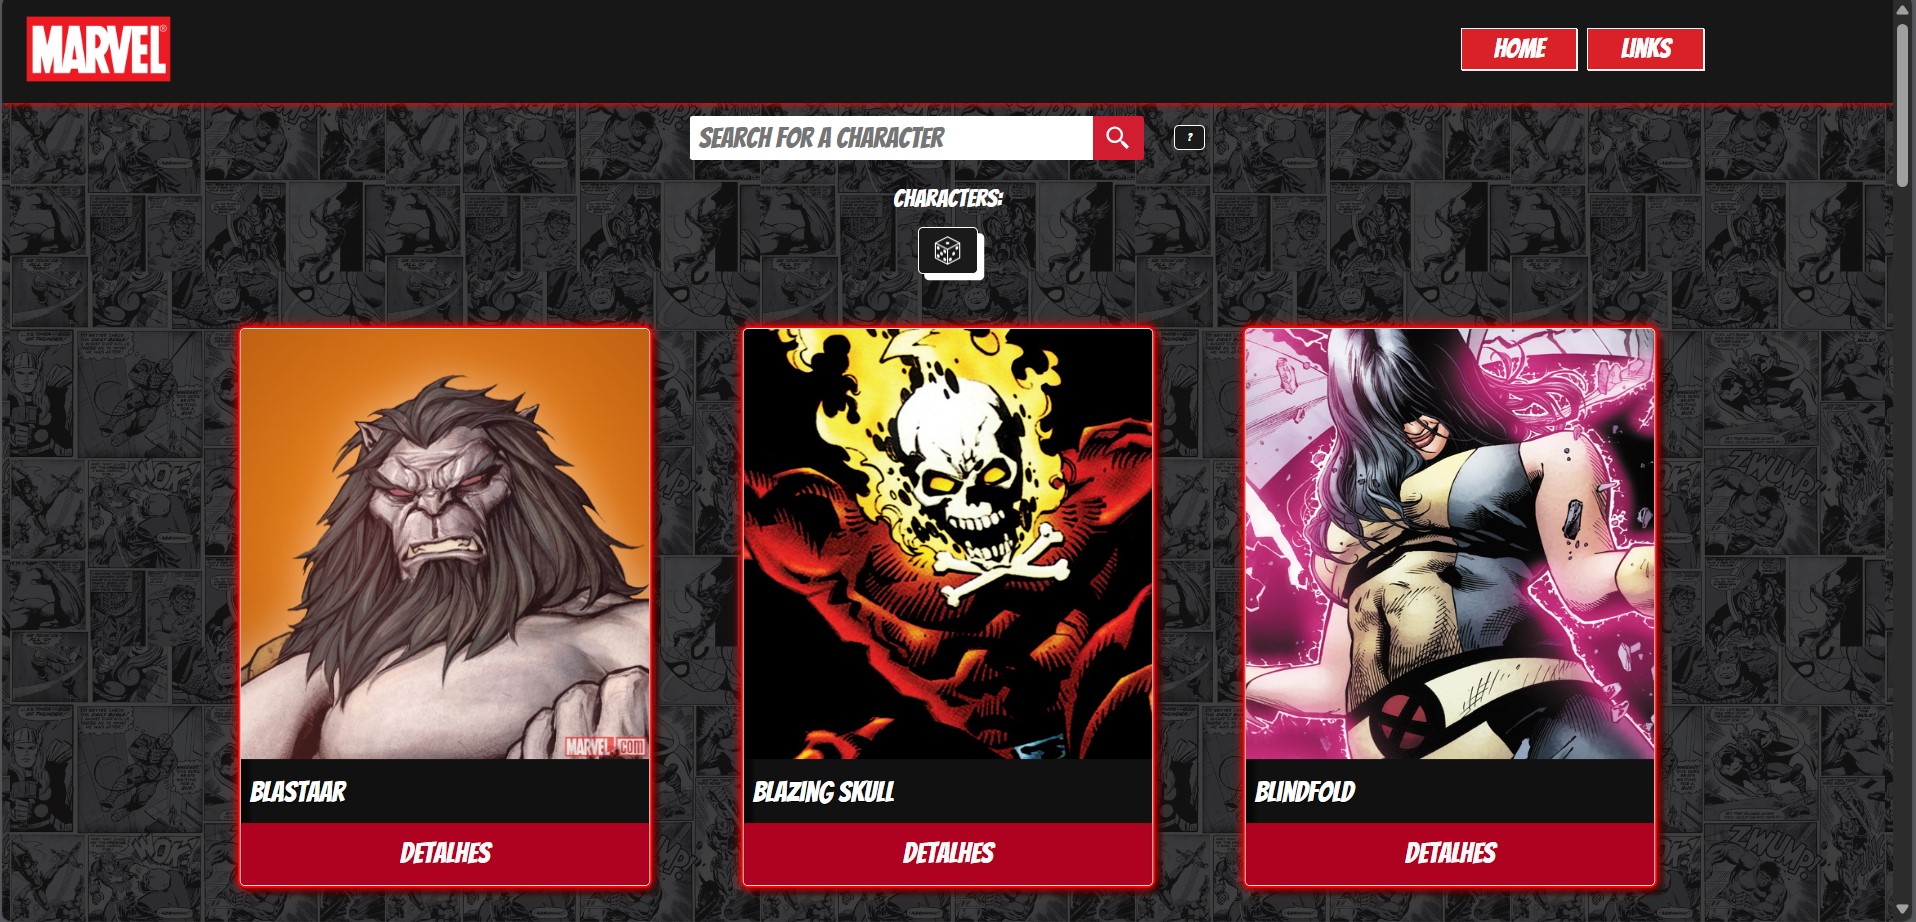 MARVEL®
HOME
LINKS
SEARCH FOR A CHARACTER
?
CHARACTERS:
MARVEL.com
BLASTAAR
BLAZING SKULL
BLINDFOLD
DETALHES
DETALHES
DETALHES